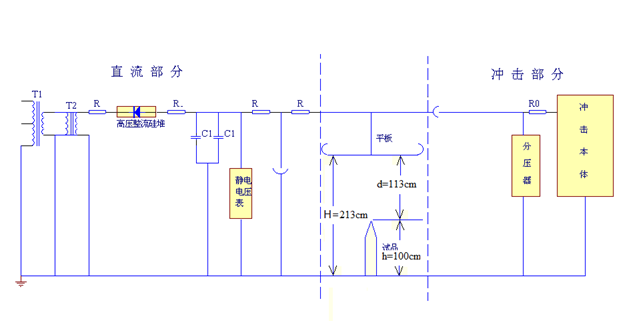 直流部分
冲击部分
T1
T2
R
R
R
R
R0
高压整流硅堆
C1
C1
静电电压表
平板
d=113cm
H=213cm
试品
h=100cm
分压器
冲击本体